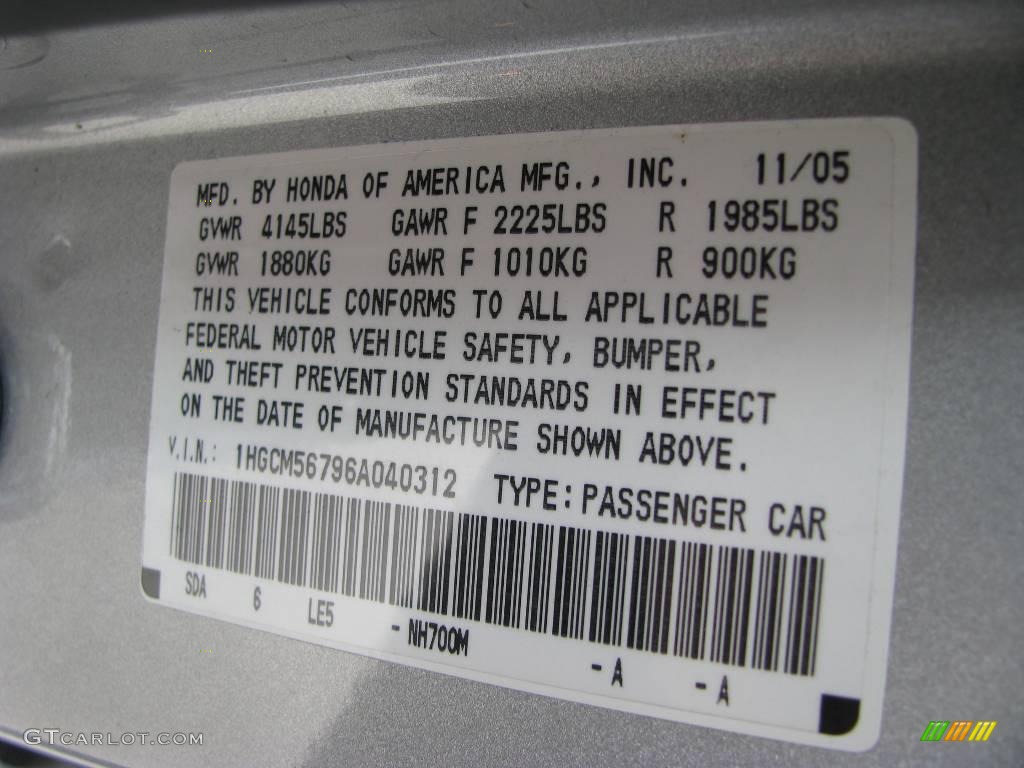 MFD. BY HONDA OF AMERICA MFG., INC. 11/05
GVWR 4145LBS GAWR F 2225LBS R 1985LBS
GVWR 1880KG GAWR F 1010KG R 900KG
THIS VEHICLE CONFORMS TO ALL APPLICABLE
FEDERAL MOTOR VEHICLE SAFETY, BUMPER,
AND THEFT PREVENTION STANDARDS IN EFFECT
ON THE DATE OF MANUFACTURE SHOWN ABOVE.
V.I.N.: 1HGCM56796A040312 TYPE: PASSENGER CAR
SDA 6 LE5 - NH700M - A - A
GTCARLOT.COM